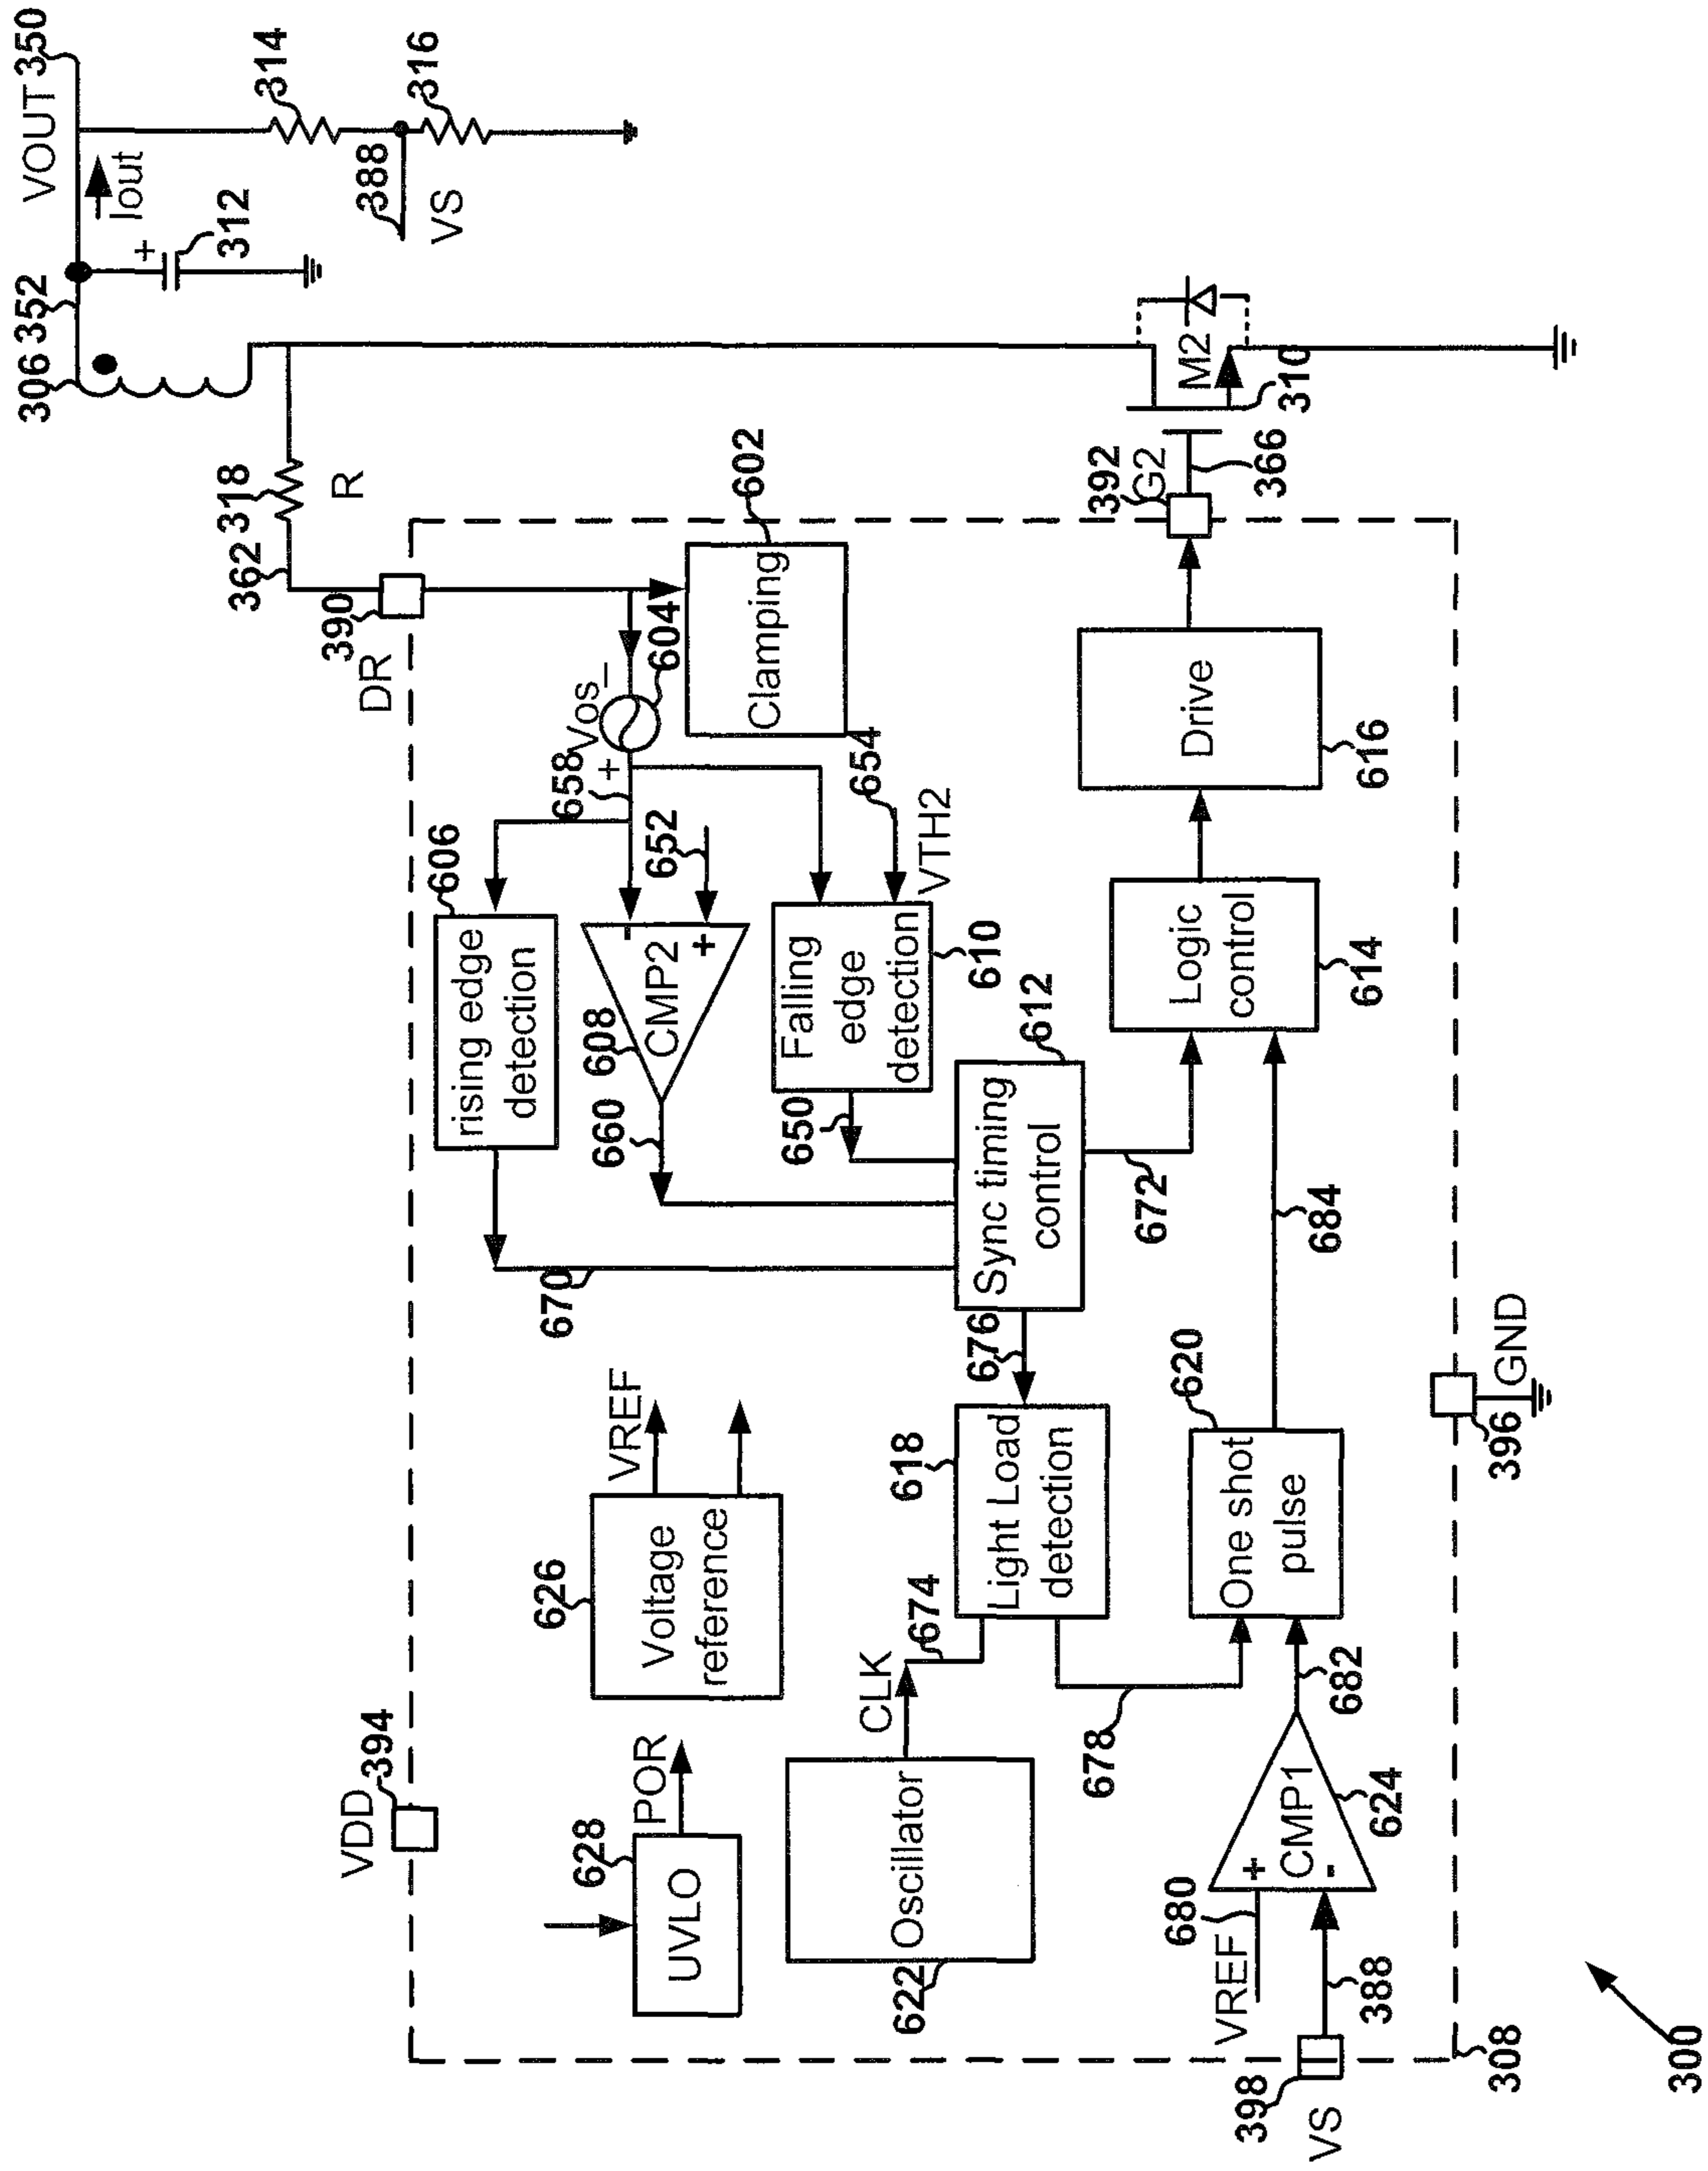 VOUT
350
352
306
Iout
+
312
314
316
388
VS
318
R
362
390
DR
602
Clamping
604
Vos
–
+
658
652
654
VTH2
606
rising edge
detection
608
CMP2
-
+
610
Falling
edge
detection
660
650
670
612
Sync timing
control
672
676
M2
310
G2
392
366
Drive
616
Logic
control
614
684
VDD
394
628
UVLO
POR
626
Voltage
reference
VREF
622
Oscillator
CLK
674
618
Light Load
detection
678
620
One shot
pulse
682
CMP1
+
-
624
680
VREF
388
398
VS
GND
396
308
300